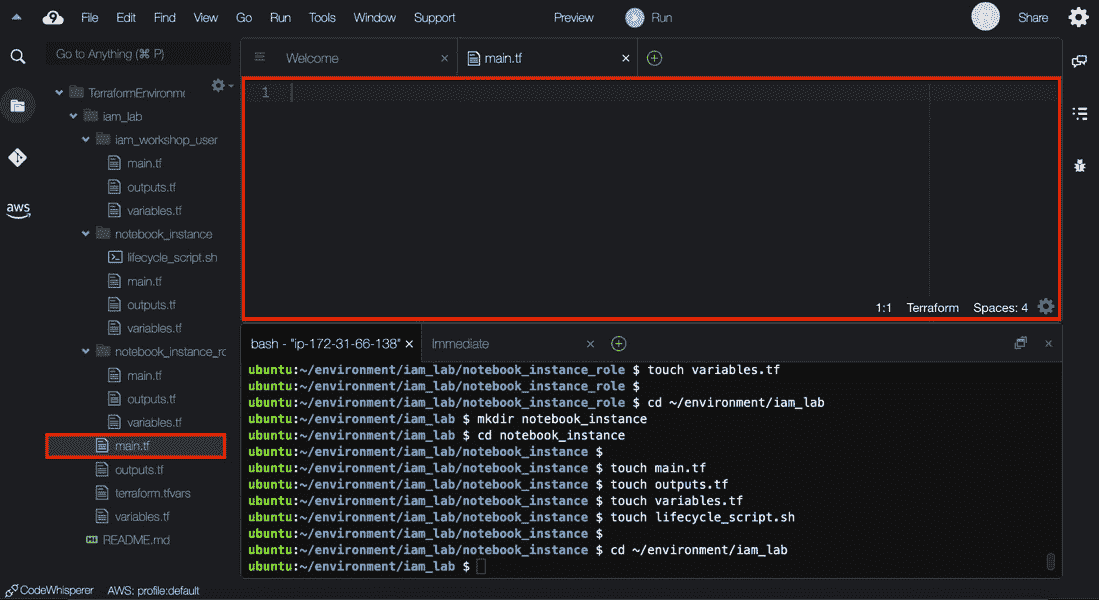 9 File Edit Find View Go Run Tools Window Support Preview Run Share
Go to Anything (⌘ P)
TerraformEnvironme
iam_lab
iam_workshop_user
main.tf
outputs.tf
variables.tf
notebook_instance
lifecycle_script.sh
main.tf
outputs.tf
variables.tf
notebook_instance_ro
main.tf
outputs.tf
variables.tf
main.tf
outputs.tf
terraform.tfvars
variables.tf
README.md
aws
Welcome main.tf
1
1:1 Terraform Spaces: 4
bash - "ip-172-31-66-138" Immediate
ubuntu:~/environment/iam_lab/notebook_instance_role $ touch variables.tf
ubuntu:~/environment/iam_lab/notebook_instance_role $
ubuntu:~/environment/iam_lab/notebook_instance_role $ cd ~/environment/iam_lab
ubuntu:~/environment/iam_lab $ mkdir notebook_instance
ubuntu:~/environment/iam_lab $ cd notebook_instance
ubuntu:~/environment/iam_lab/notebook_instance $
ubuntu:~/environment/iam_lab/notebook_instance $ touch main.tf
ubuntu:~/environment/iam_lab/notebook_instance $ touch outputs.tf
ubuntu:~/environment/iam_lab/notebook_instance $ touch variables.tf
ubuntu:~/environment/iam_lab/notebook_instance $ touch lifecycle_script.sh
ubuntu:~/environment/iam_lab/notebook_instance $
ubuntu:~/environment/iam_lab/notebook_instance $ cd ~/environment/iam_lab
ubuntu:~/environment/iam_lab $
CodeWhisperer AWS: profile:default